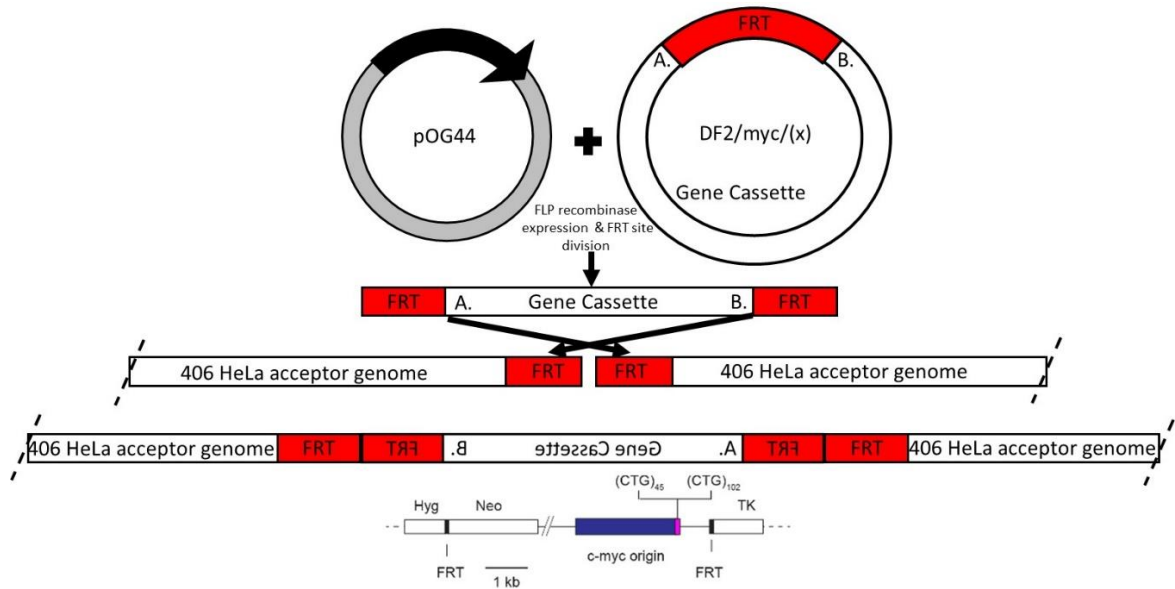 FRT
A.
B.
pOG44
DF2/myc/(x)
Gene Cassette
FLP recombinase
expression & FRT site
division
FRT
A.
Gene Cassette
B.
FRT
406 HeLa acceptor genome
FRT
FRT
406 HeLa acceptor genome
406 HeLa acceptor genome
FRT
FRT
B.
Gene Cassette
A.
FRT
FRT
406 HeLa acceptor genome
(CTG)45
(CTG)102
Hyg
Neo
TK
c-myc origin
FRT
FRT
1 kb